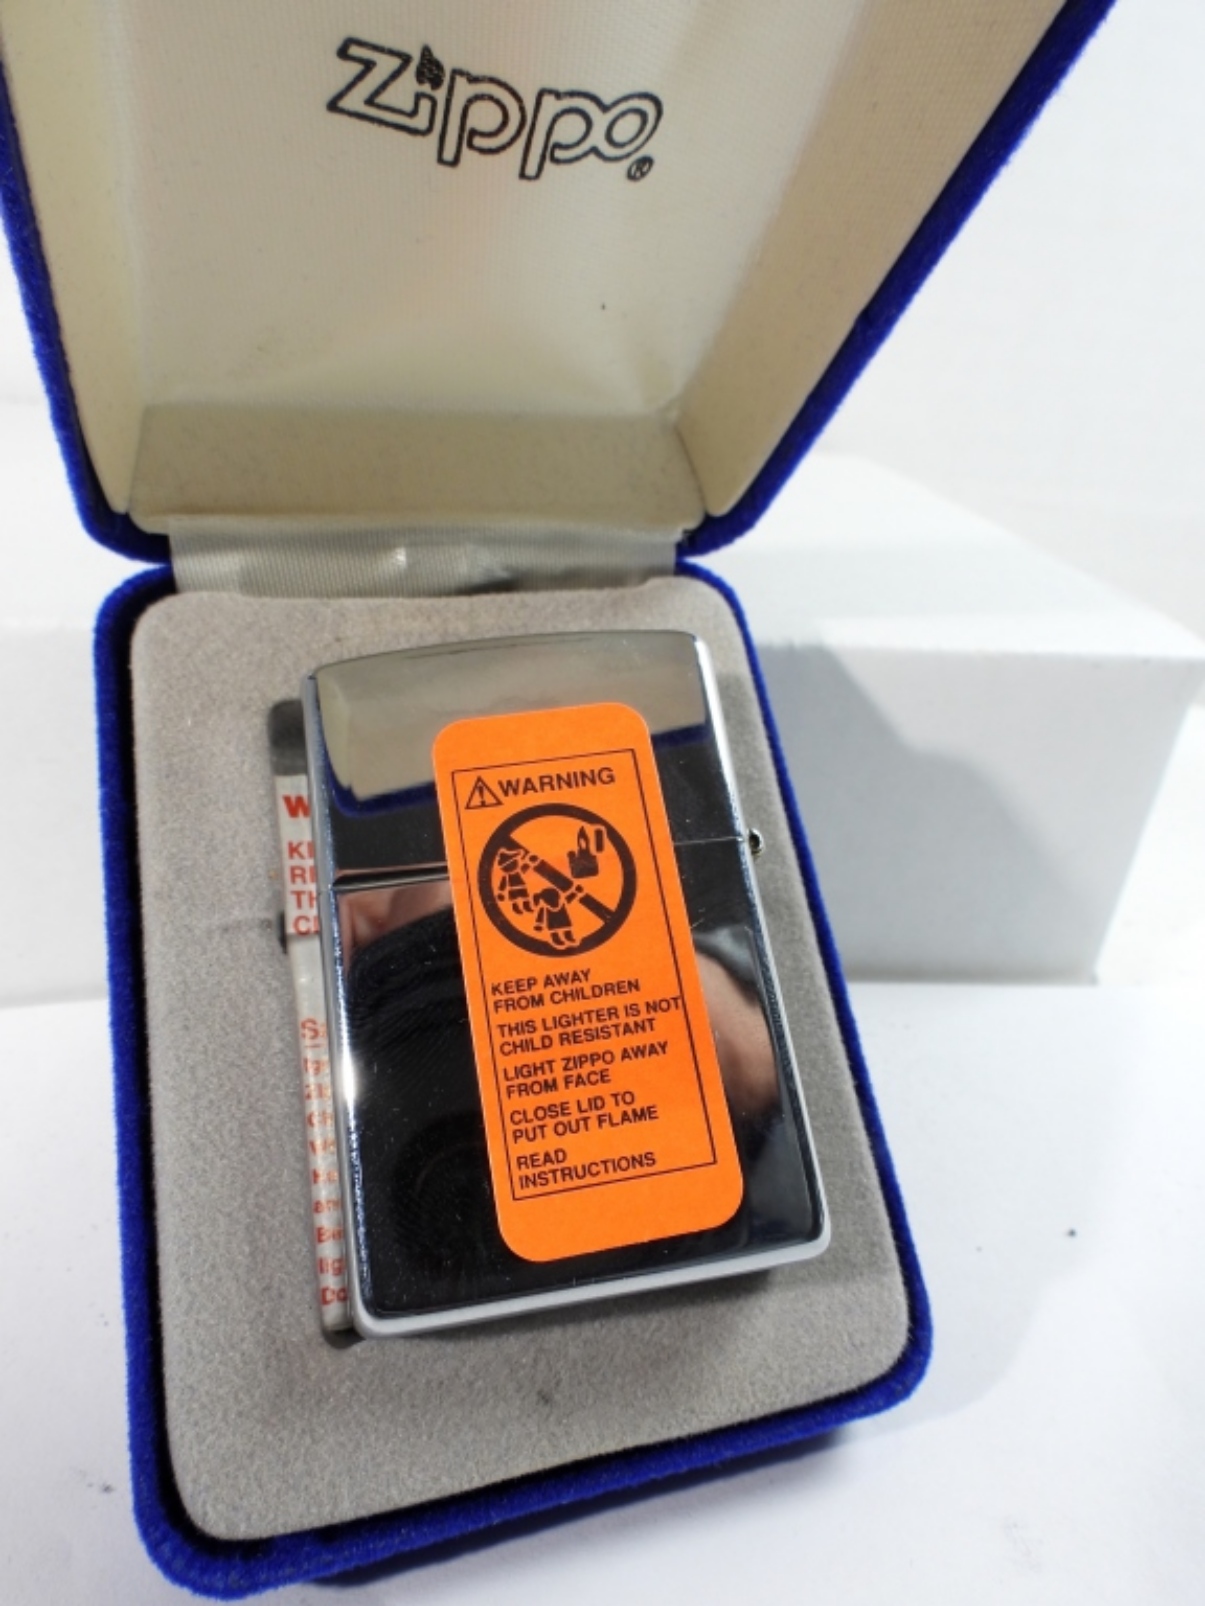 Zippo®
WARNING
KEEP AWAY
FROM CHILDREN
THIS LIGHTER IS NOT
CHILD RESISTANT
LIGHT ZIPPO AWAY
FROM FACE
CLOSE LID TO
PUT OUT FLAME
READ
INSTRUCTIONS